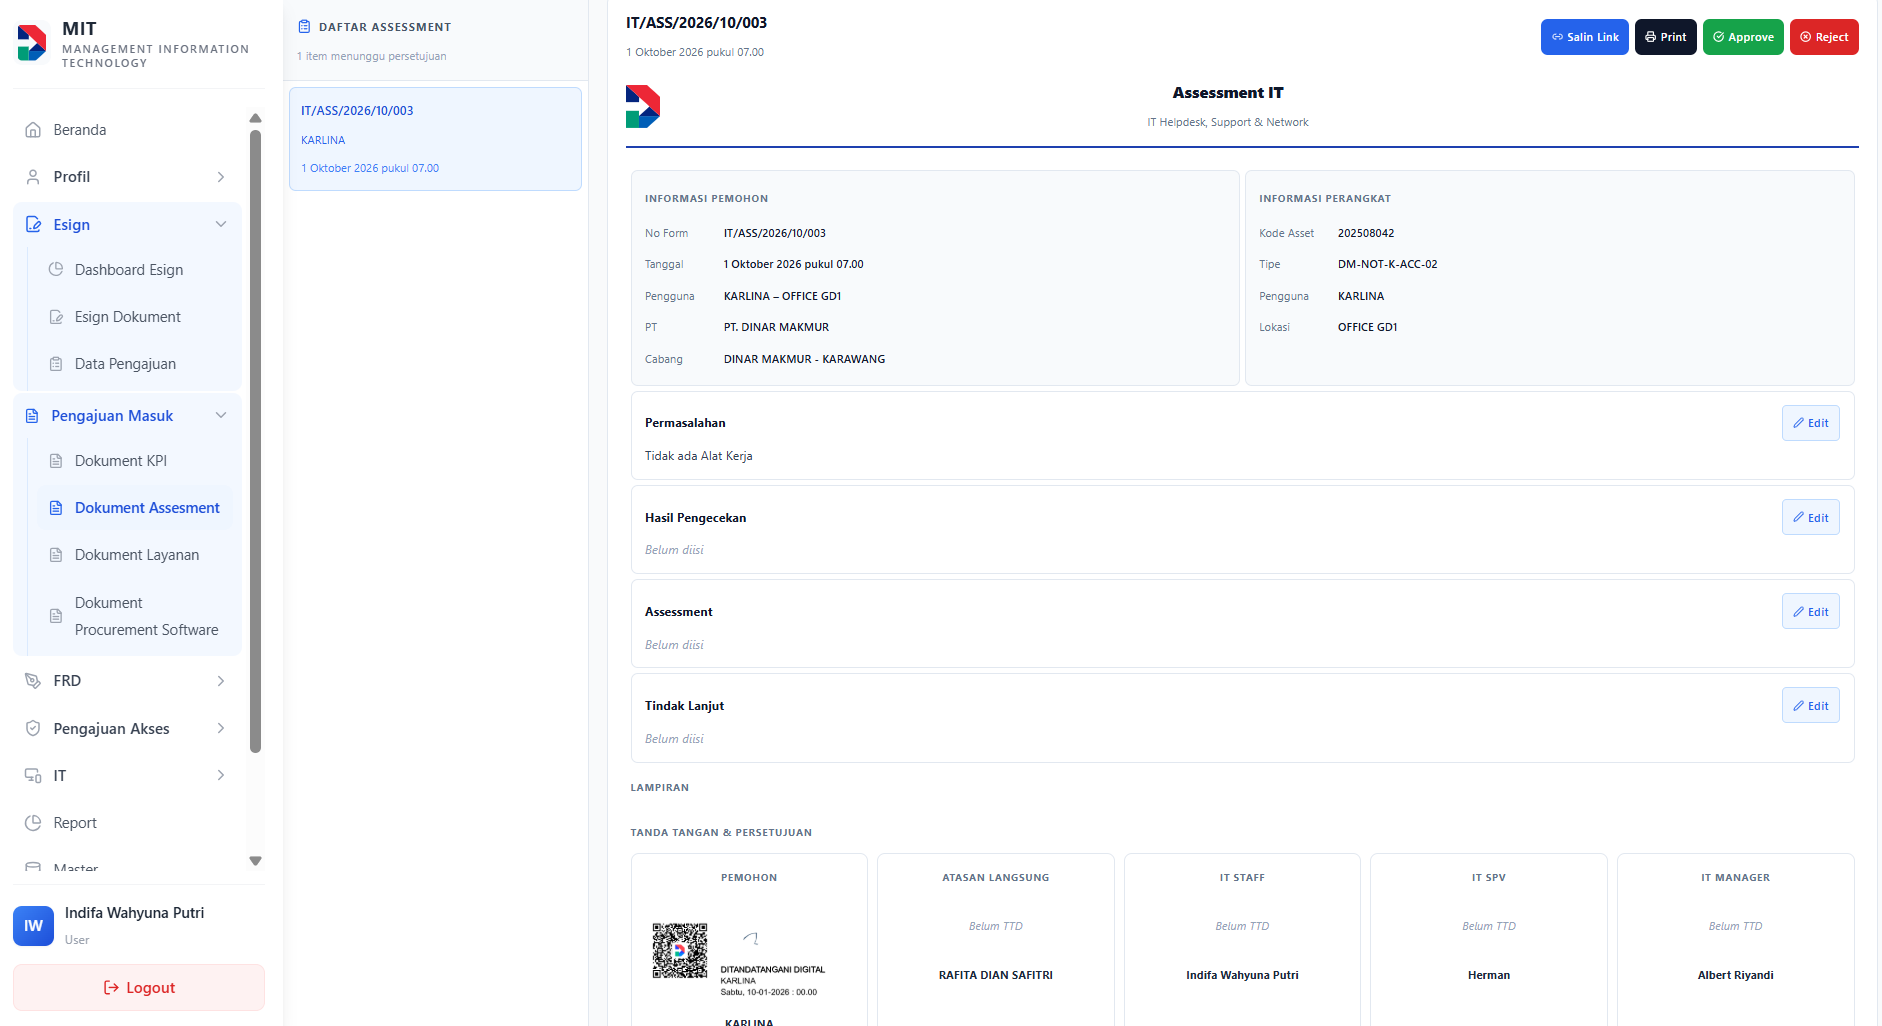 MIT
MANAGEMENT INFORMATION
TECHNOLOGY
Beranda
Profil
Esign
Dashboard Esign
Esign Dokument
Data Pengajuan
Pengajuan Masuk
Dokument KPI
Dokument Assesment
Dokument Layanan
Dokument
Procurement Software
FRD
Pengajuan Akses
IT
Report
Master
IW
Indifa Wahyuna Putri
User
Logout
DAFTAR ASSESSMENT
1 item menunggu persetujuan
IT/ASS/2026/10/003
KARLINA
1 Oktober 2026 pukul 07.00
IT/ASS/2026/10/003
1 Oktober 2026 pukul 07.00
Salin Link
Print
Approve
Reject
Assessment IT
IT Helpdesk, Support & Network
INFORMASI PEMOHON
No Form IT/ASS/2026/10/003
Tanggal 1 Oktober 2026 pukul 07.00
Pengguna KARLINA – OFFICE GD1
PT PT. DINAR MAKMUR
Cabang DINAR MAKMUR - KARAWANG
INFORMASI PERANGKAT
Kode Asset 202508042
Tipe DM-NOT-K-ACC-02
Pengguna KARLINA
Lokasi OFFICE GD1
Permasalahan
Edit
Tidak ada Alat Kerja
Hasil Pengecekan
Edit
Belum diisi
Assessment
Edit
Belum diisi
Tindak Lanjut
Edit
Belum diisi
LAMPIRAN
TANDA TANGAN & PERSETUJUAN
PEMOHON
DITANDATANGANI DIGITAL
KARLINA
Sabtu, 10-01-2026 : 00.00
KARLINA
ATASAN LANGSUNG
Belum TTD
RAFITA DIAN SAFITRI
IT STAFF
Belum TTD
Indifa Wahyuna Putri
IT SPV
Belum TTD
Herman
IT MANAGER
Belum TTD
Albert Riyandi